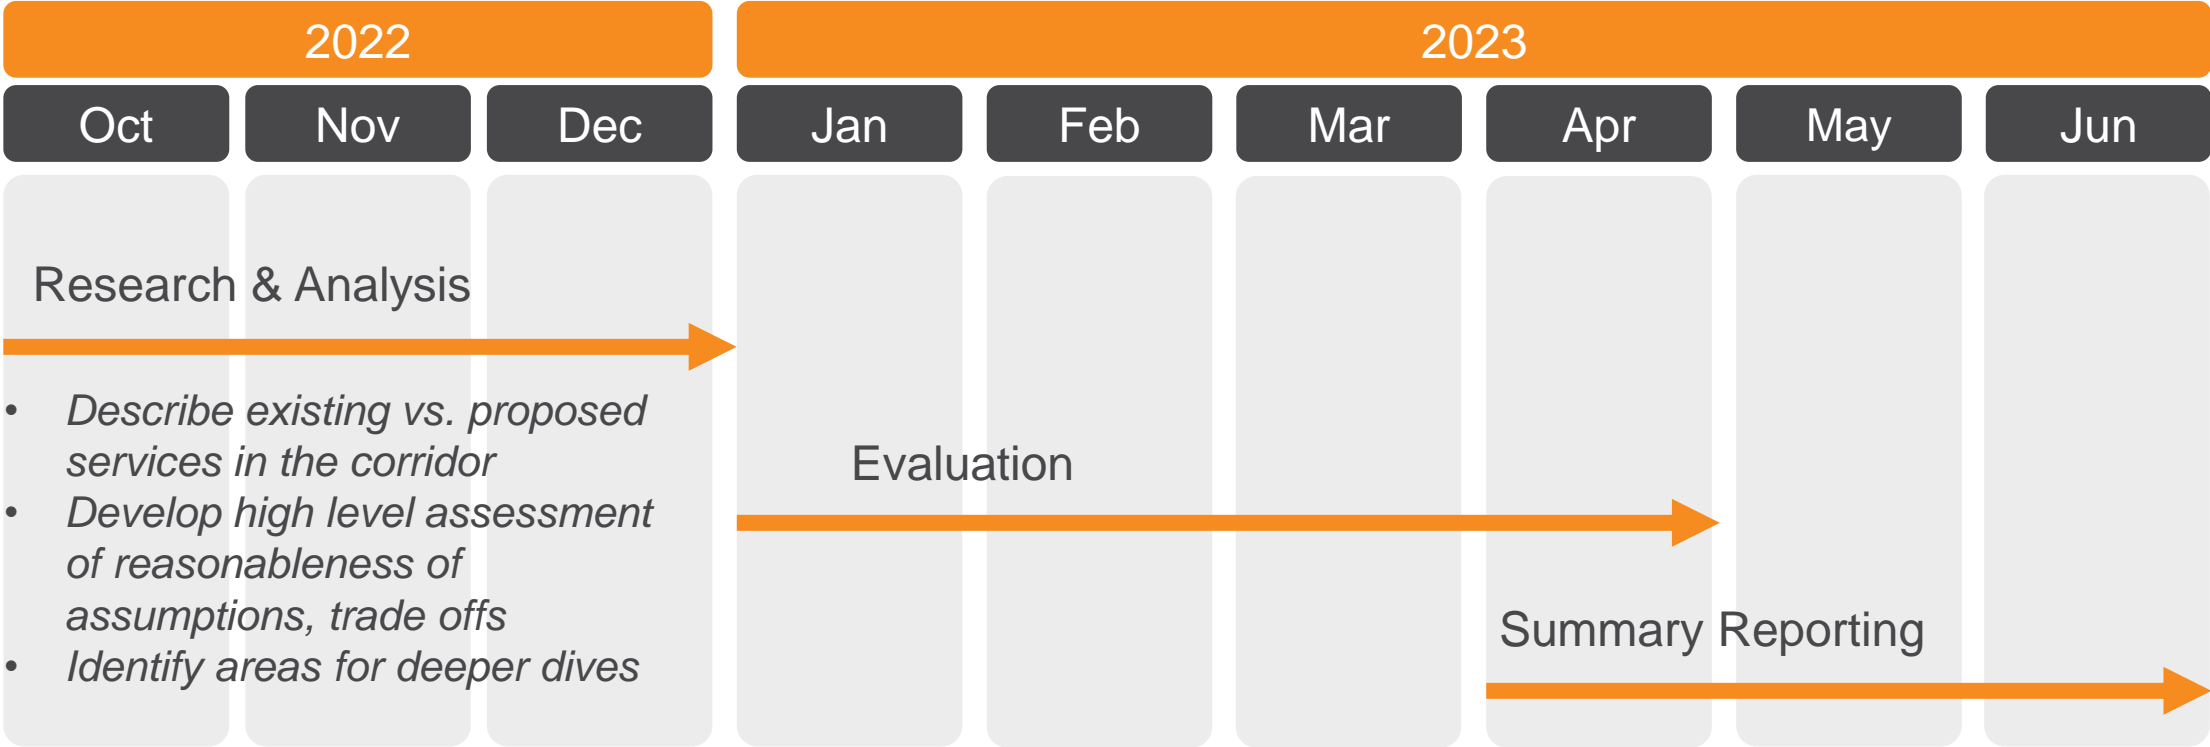 2022
2023
Oct
Nov
Dec
Jan
Feb
Mar
Apr
May
Jun
Research & Analysis
• Describe existing vs. proposed
services in the corridor
• Develop high level assessment
of reasonableness of
assumptions, trade offs
• Identify areas for deeper dives
Evaluation
Summary Reporting